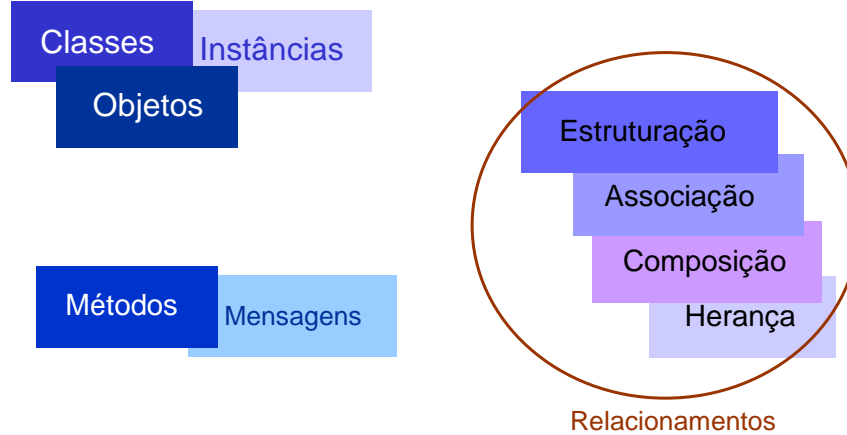 Classes
Instâncias
Objetos
Métodos
Mensagens
Estruturação
Associação
Composição
Herança
Relacionamentos